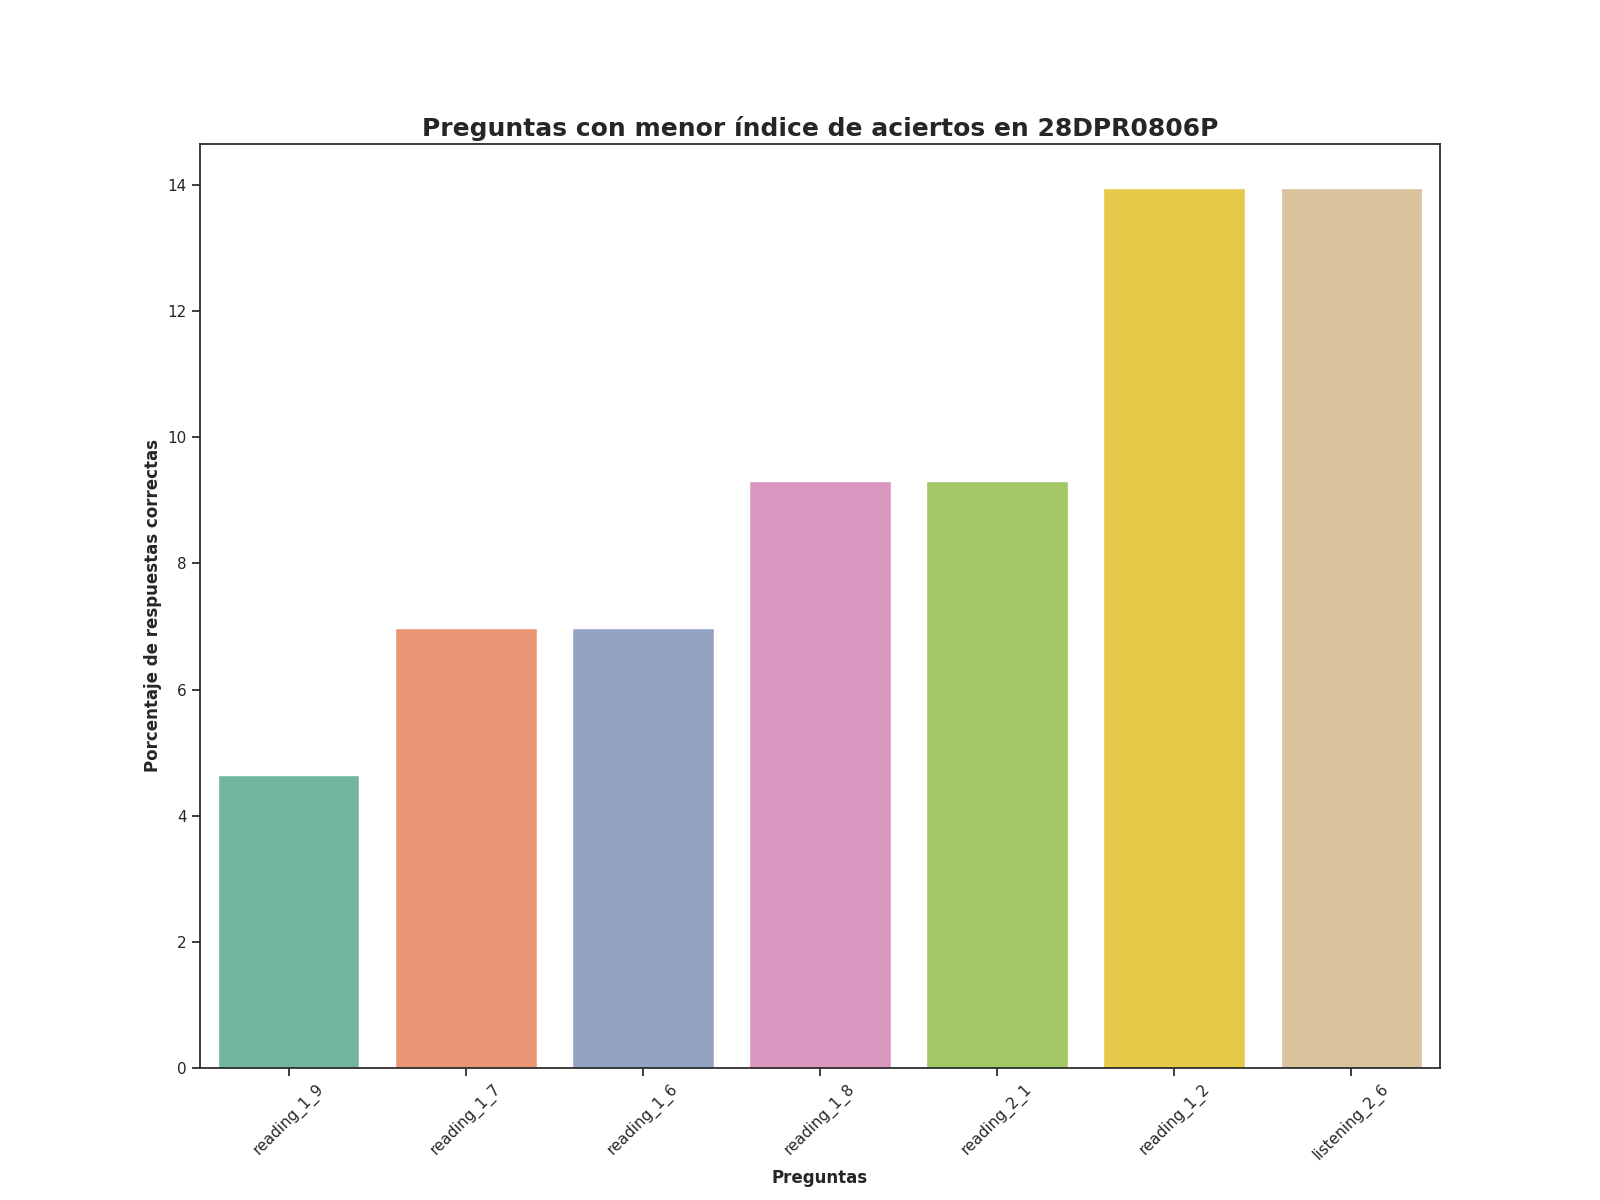 Preguntas con menor índice de aciertos en 28DPR0806P
Porcentaje de respuestas correctas
14
12
10
8
6
4
2
0
reading_1_9
reading_1_7
reading_1_6
reading_1_8
reading_2_1
reading_1_2
listening_2_6
Preguntas